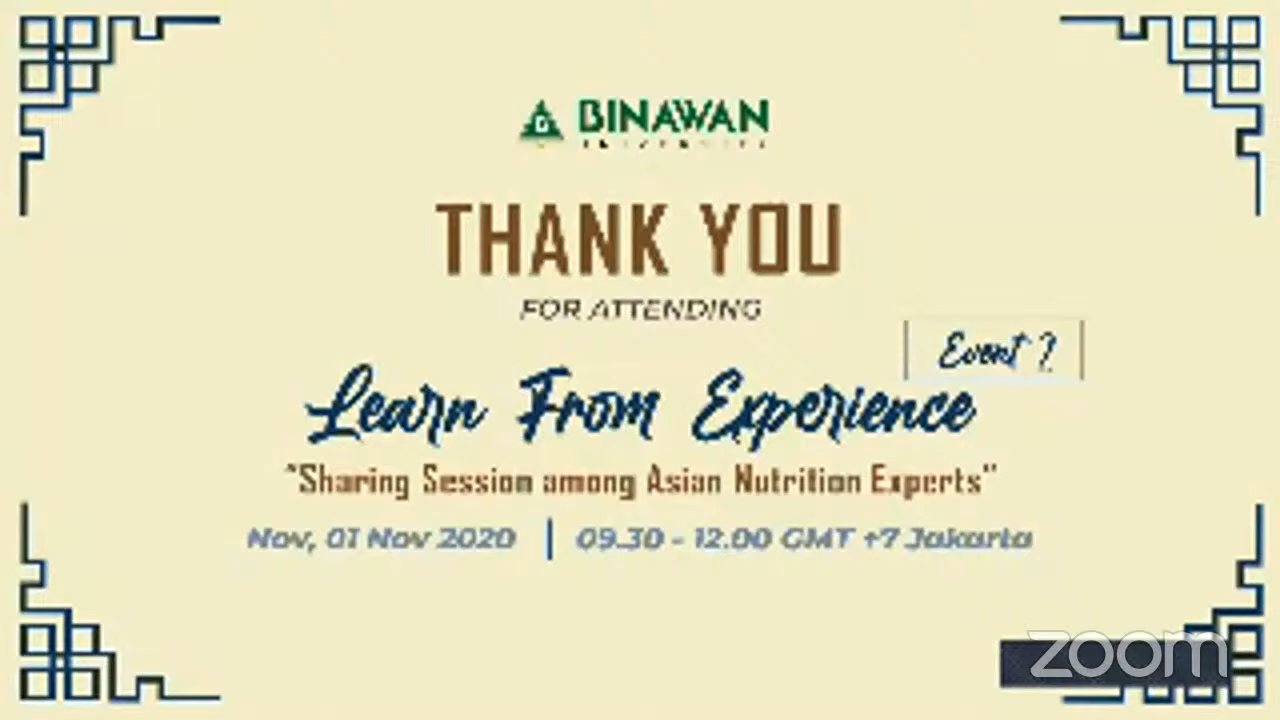 BINAWAN
UNIVERSITY
THANK YOU
FOR ATTENDING
Event
Learn From Experience
"Sharing Session among Asian Nutrition Experts"
Nov, 01 Nov 2020 | 09.30 - 12.00 GMT +7 Jakarta
zoom